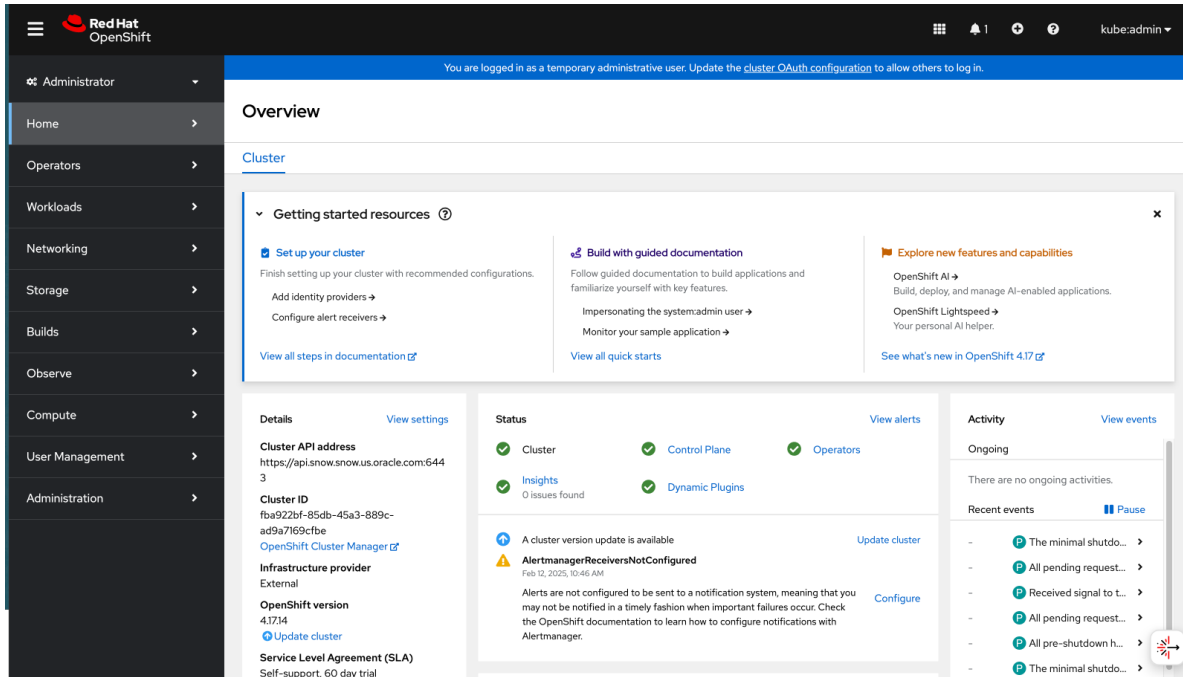 Red Hat
OpenShift
1
kube:admin
Administrator
Home
Operators
Workloads
Networking
Storage
Builds
Observe
Compute
User Management
Administration
You are logged in as a temporary administrative user. Update the cluster OAuth configuration to allow others to log in.
Overview
Cluster
Getting started resources
Set up your cluster
Finish setting up your cluster with recommended configurations.
Add identity providers
Configure alert receivers
View all steps in documentation
Build with guided documentation
Follow guided documentation to build applications and
familiarize yourself with key features.
Impersonating the system:admin user
Monitor your sample application
View all quick starts
Explore new features and capabilities
OpenShift AI
Build, deploy, and manage AI-enabled applications.
OpenShift Lightspeed
Your personal AI helper.
See what's new in OpenShift 4.17
Details
View settings
Cluster API address
https://api.snow.snow.us.oracle.com:644
3
Cluster ID
fba922bf-85db-45a3-889c-
ad9a7169cfbe
OpenShift Cluster Manager
Infrastructure provider
External
OpenShift version
4.17.14
Update cluster
Service Level Agreement (SLA)
Self-support, 60 day trial
Status
View alerts
Cluster
Control Plane
Operators
Insights
0 issues found
Dynamic Plugins
A cluster version update is available
Update cluster
AlertmanagerReceiversNotConfigured
Feb 12, 2025, 10:46 AM
Alerts are not configured to be sent to a notification system, meaning that you
may not be notified in a timely fashion when important failures occur. Check
the OpenShift documentation to learn how to configure notifications with
Alertmanager.
Configure
Activity
View events
Ongoing
There are no ongoing activities.
Recent events
Pause
- P The minimal shutdo...
- P All pending request...
- P Received signal to t...
- P All pending request...
- P All pre-shutdown h...
- P The minimal shutdo...